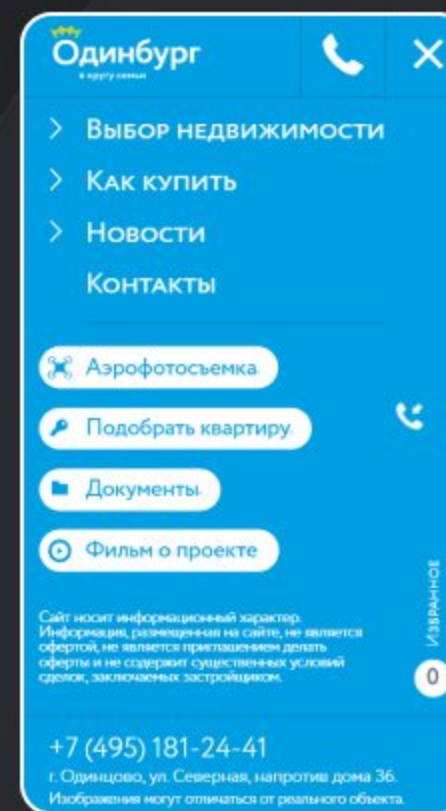 Одинбург
в кругу семьи
Выбор недвижимости
Как купить
Новости
Контакты
Аэрофотосъемка
Подобрать квартиру
Документы
Фильм о проекте
Избранное
0
Сайт носит информационный характер.
Информация, размещенная на сайте, не является
офертой, не является приглашением делать
оферты и не содержит существенных условий
сделок, заключаемых застройщиком.
+7 (495) 181-24-41
г. Одинцово, ул. Северная, напротив дома 36.
Изображения могут отличаться от реального объекта.